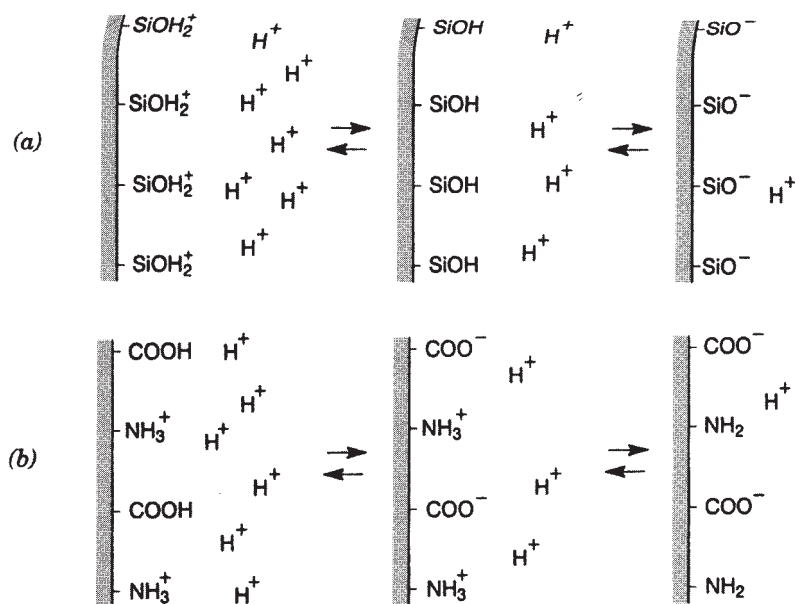 SiOH₂⁺ H⁺ SiOH H⁺ SiO⁻
H⁺
SiOH₂⁺ H⁺ SiOH SiO⁻
(a) H⁺ H⁺
SiOH₂⁺ H⁺ H⁺ SiOH H⁺ SiO⁻ H⁺
SiOH₂⁺ H⁺ SiOH H⁺ SiO⁻
COOH H⁺ COO⁻ COO⁻
H⁺
H⁺ H⁺
NH₃⁺ H⁺ NH₃⁺ NH₂
(b)
H⁺ H⁺
COOH COO⁻ COO⁻
H⁺ H⁺
NH₃⁺ H⁺ NH₃⁺ NH₂